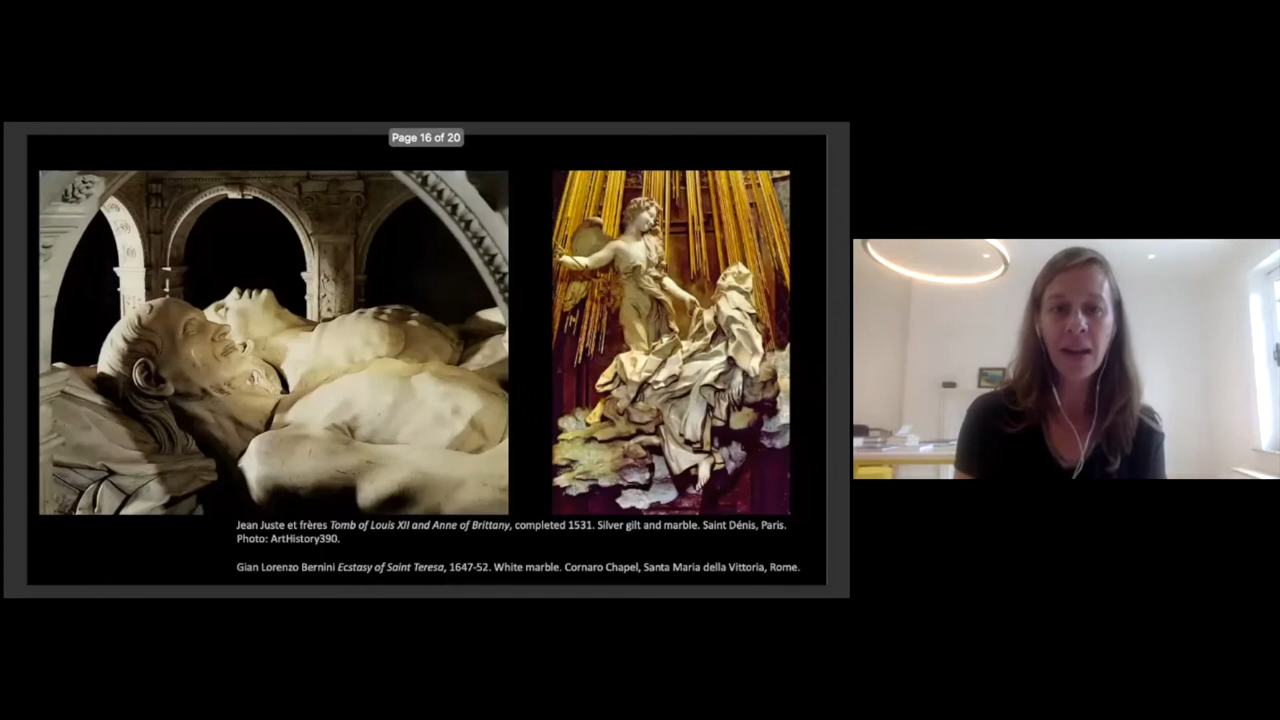 Page 16 of 20
Jean Juste et frères Tomb of Louis XII and Anne of Brittany, completed 1531. Silver gilt and marble. Saint Dénis, Paris.
Photo: ArtHistory390.
Gian Lorenzo Bernini Ecstasy of Saint Teresa, 1647-52. White marble. Cornaro Chapel, Santa Maria della Vittoria, Rome.